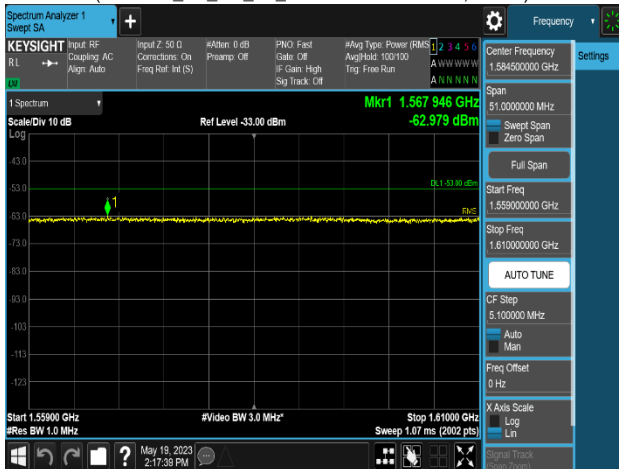 Spectrum Analyzer 1
Swept SA
Frequency
KEYSIGHT
RL
Input: RF
Coupling: AC
Align: Auto
Input Z: 50 Ω
Corrections: On
Freq Ref: Int (S)
#Atten: 0 dB
Preamp: Off
PNO: Fast
Gate: Off
IF Gain: High
Sig Track: Off
#Avg Type: Power (RMS
Avg|Hold: 100/100
Trig: Free Run
1 2 3 4 5 6
A W W W W W
A N N N N N
1 Spectrum
Scale/Div 10 dB
Ref Level -33.00 dBm
Mkr1 1.567 946 GHz
-62.979 dBm
Log
-43.0
-53.0
-63.0
-73.0
-83.0
-93.0
-103
-113
-123
1
DL1 -53.00 dBm
RMS
Start 1.55900 GHz
#Video BW 3.0 MHz*
Stop 1.61000 GHz
#Res BW 1.0 MHz
Sweep 1.07 ms (2002 pts)
May 19, 2023
2:17:39 PM
Settings
Center Frequency
1.584500000 GHz
Span
51.0000000 MHz
Swept Span
Zero Span
Full Span
Start Freq
1.559000000 GHz
Stop Freq
1.610000000 GHz
AUTO TUNE
CF Step
5.100000 MHz
Auto
Man
Freq Offset
0 Hz
X Axis Scale
Log
Lin
Signal Track
(Span Zoom)